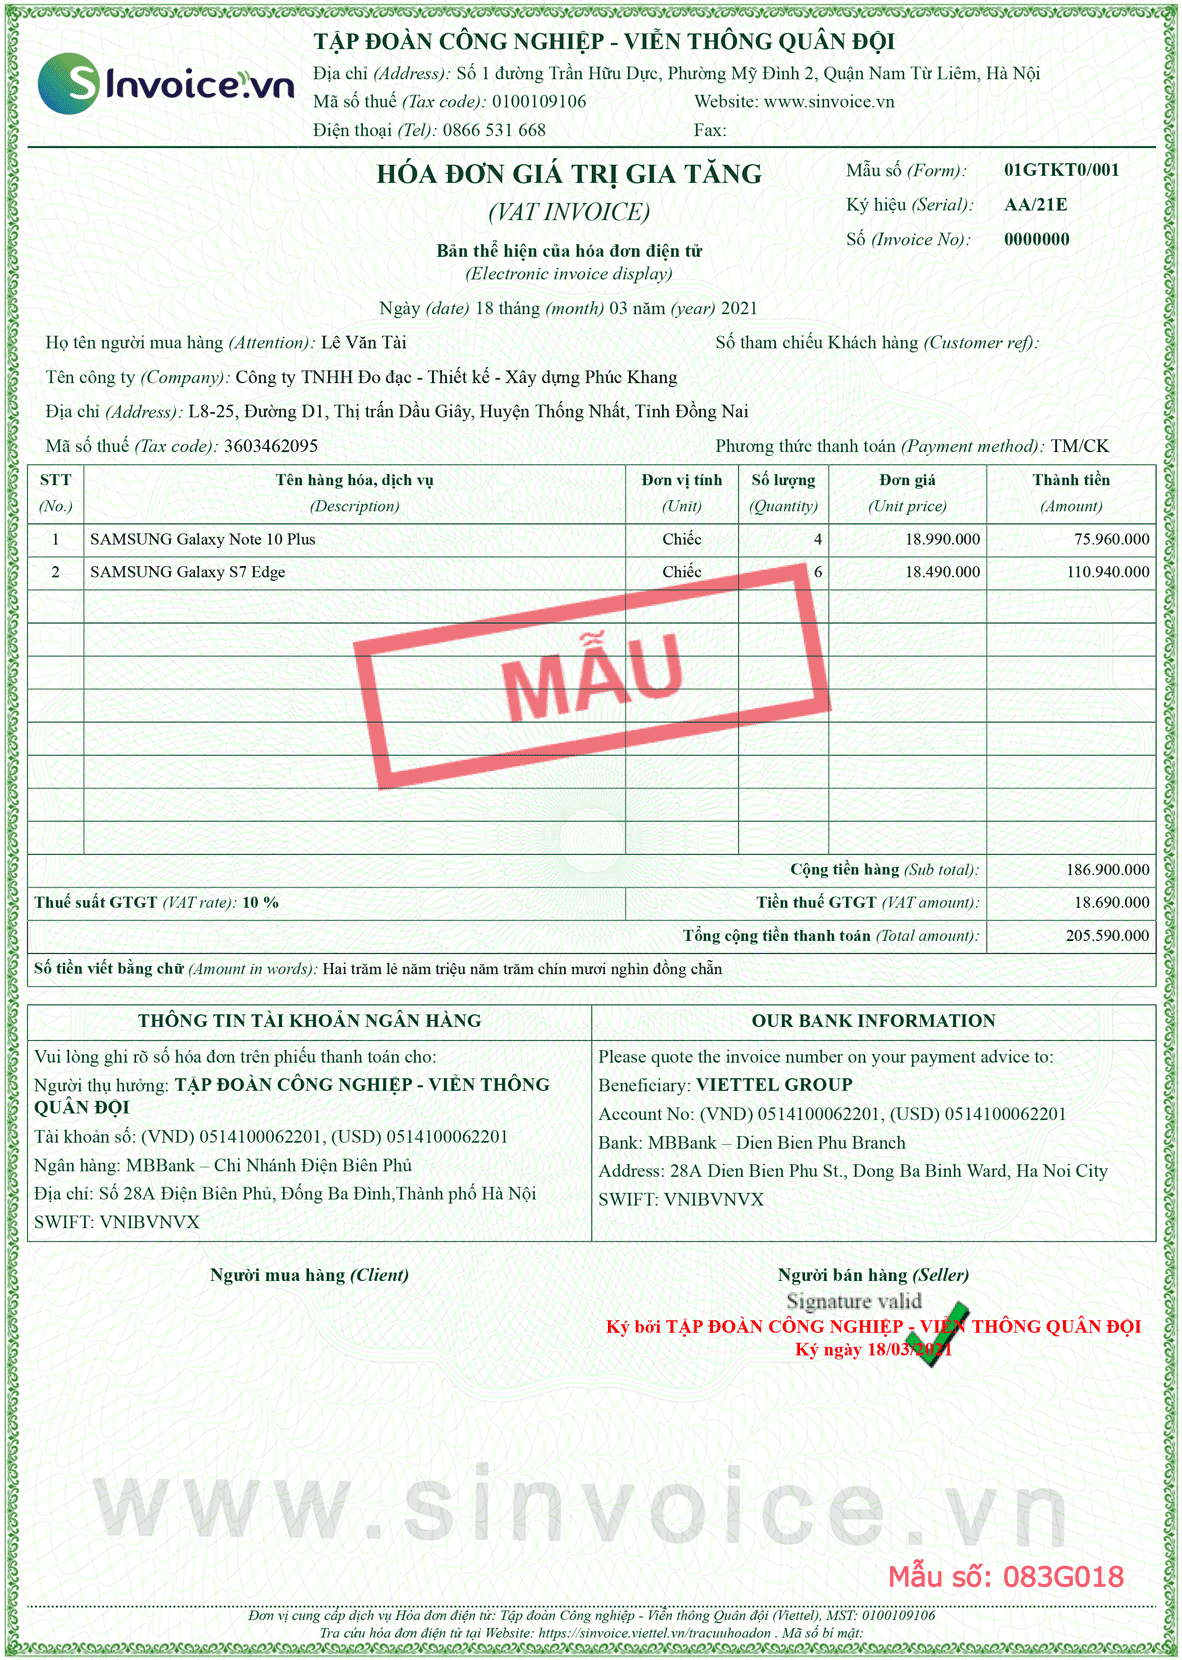 SInvoice.vn
TẬP ĐOÀN CÔNG NGHIỆP - VIỄN THÔNG QUÂN ĐỘI
Địa chỉ (Address): Số 1 đường Trần Hữu Dực, Phường Mỹ Đình 2, Quận Nam Từ Liêm, Hà Nội
Mã số thuế (Tax code): 0100109106 Website: www.sinvoice.vn
Điện thoại (Tel): 0866 531 668 Fax:
HÓA ĐƠN GIÁ TRỊ GIA TĂNG
(VAT INVOICE)
Bản thể hiện của hóa đơn điện tử
(Electronic invoice display)
Ngày (date) 18 tháng (month) 03 năm (year) 2021
Mẫu số (Form): 01GTKT0/001
Ký hiệu (Serial): AA/21E
Số (Invoice No): 0000000
Họ tên người mua hàng (Attention): Lê Văn Tài Số tham chiếu Khách hàng (Customer ref):
Tên công ty (Company): Công ty TNHH Đo đạc - Thiết kế - Xây dựng Phúc Khang
Địa chỉ (Address): L8-25, Đường D1, Thị trấn Dầu Giây, Huyện Thống Nhất, Tỉnh Đồng Nai
Mã số thuế (Tax code): 3603462095 Phương thức thanh toán (Payment method): TM/CK
STT Tên hàng hóa, dịch vụ Đơn vị tính Số lượng Đơn giá Thành tiền
(No.) (Description) (Unit) (Quantity) (Unit price) (Amount)
1 SAMSUNG Galaxy Note 10 Plus Chiếc 4 18.990.000 75.960.000
2 SAMSUNG Galaxy S7 Edge Chiếc 6 18.490.000 110.940.000
MẪU
Cộng tiền hàng (Sub total): 186.900.000
Thuế suất GTGT (VAT rate): 10 % Tiền thuế GTGT (VAT amount): 18.690.000
Tổng cộng tiền thanh toán (Total amount): 205.590.000
Số tiền viết bằng chữ (Amount in words): Hai trăm lẻ năm triệu năm trăm chín mươi nghìn đồng chẵn
THÔNG TIN TÀI KHOẢN NGÂN HÀNG
Vui lòng ghi rõ số hóa đơn trên phiếu thanh toán cho:
Người thụ hưởng: TẬP ĐOÀN CÔNG NGHIỆP - VIỄN THÔNG
QUÂN ĐỘI
Tài khoản số: (VND) 0514100062201, (USD) 0514100062201
Ngân hàng: MBBank – Chi Nhánh Điện Biên Phủ
Địa chỉ: Số 28A Điện Biên Phủ, Đống Ba Đình,Thành phố Hà Nội
SWIFT: VNIBVNVX
OUR BANK INFORMATION
Please quote the invoice number on your payment advice to:
Beneficiary: VIETTEL GROUP
Account No: (VND) 0514100062201, (USD) 0514100062201
Bank: MBBank – Dien Bien Phu Branch
Address: 28A Dien Bien Phu St., Dong Ba Binh Ward, Ha Noi City
SWIFT: VNIBVNVX
Người mua hàng (Client) Người bán hàng (Seller)
Signature valid
Ký bởi TẬP ĐOÀN CÔNG NGHIỆP - VIỄN THÔNG QUÂN ĐỘI
Ký ngày 18/03/2021
www.sinvoice.vn
Mẫu số: 083G018
Đơn vị cung cấp dịch vụ Hóa đơn điện tử: Tập đoàn Công nghiệp - Viễn thông Quân đội (Viettel), MST: 0100109106
Tra cứu hóa đơn điện tử tại Website: https://sinvoice.viettel.vn/tracuuhoadon . Mã số bí mật: